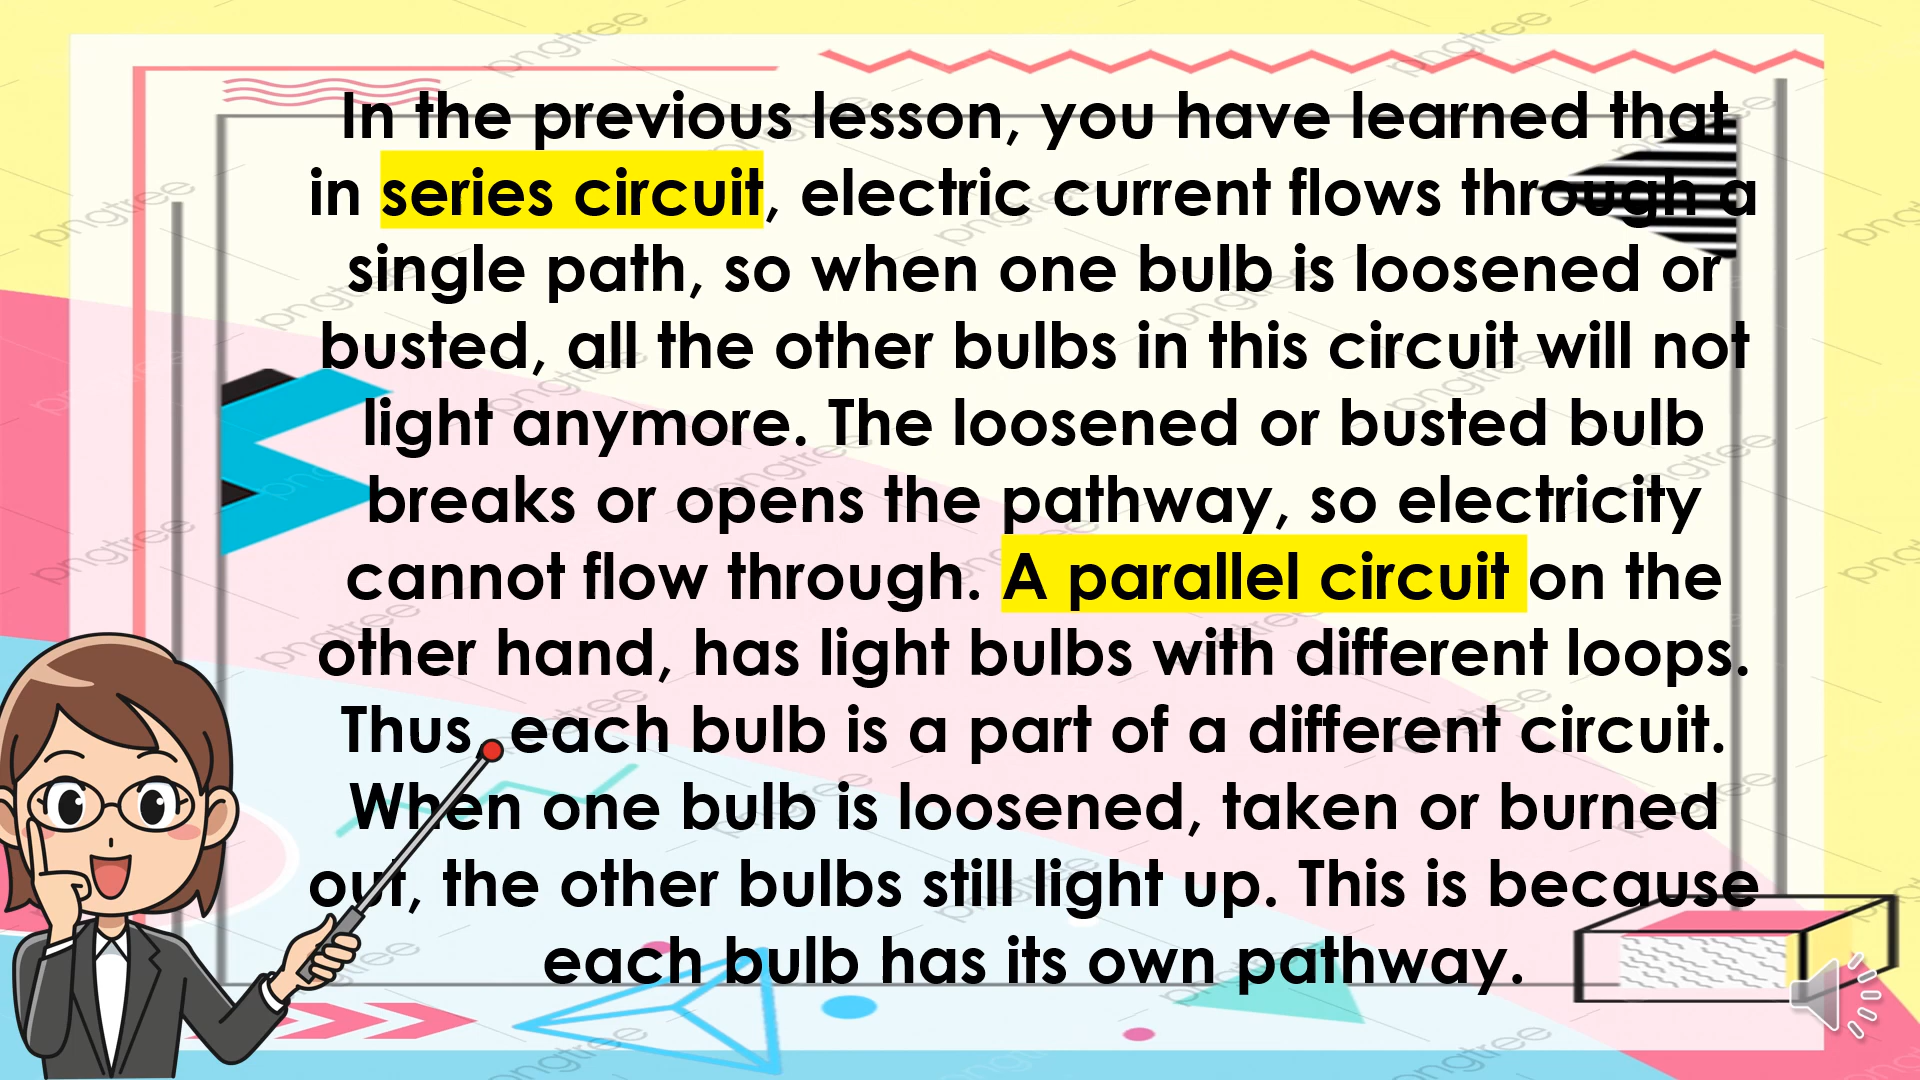 In the previous lesson, you have learned that
in series circuit, electric current flows through a
single path, so when one bulb is loosened or
busted, all the other bulbs in this circuit will not
light anymore. The loosened or busted bulb
breaks or opens the pathway, so electricity
cannot flow through. A parallel circuit on the
other hand, has light bulbs with different loops.
Thus, each bulb is a part of a different circuit.
When one bulb is loosened, taken or burned
out, the other bulbs still light up. This is because
each bulb has its own pathway.
pngtree